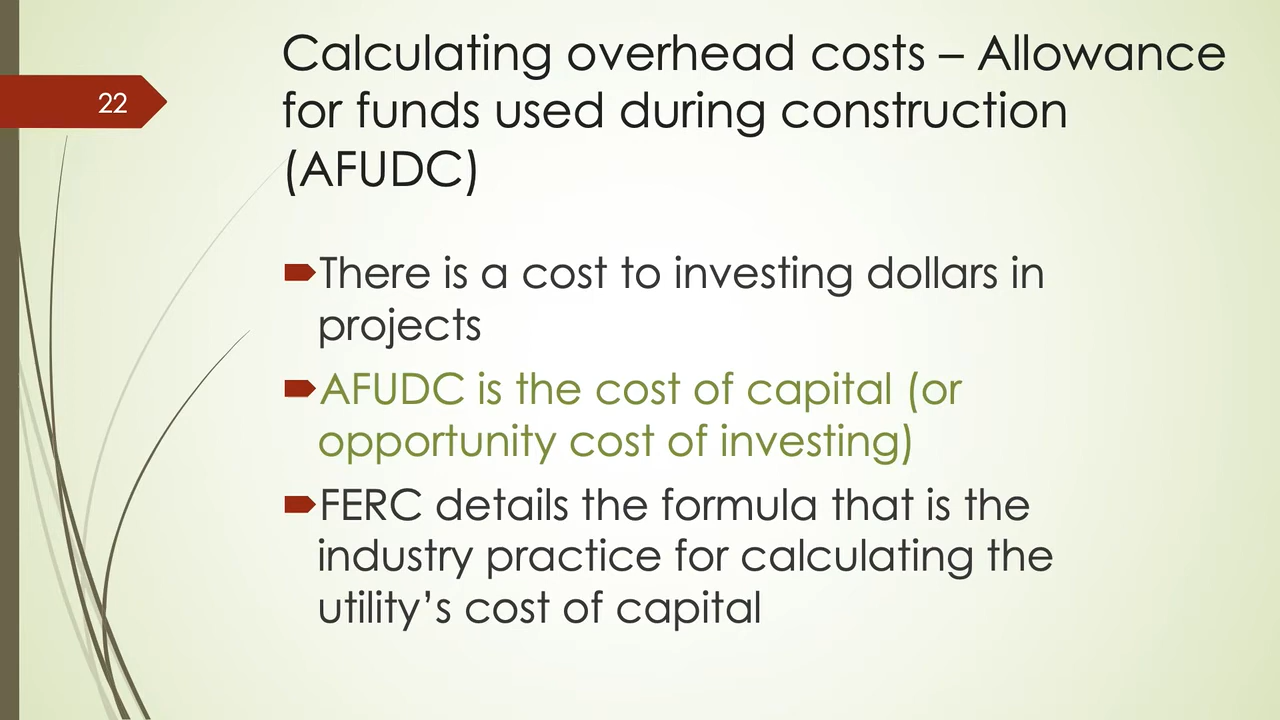 22
Calculating overhead costs – Allowance
for funds used during construction
(AFUDC)
There is a cost to investing dollars in
projects
AFUDC is the cost of capital (or
opportunity cost of investing)
FERC details the formula that is the
industry practice for calculating the
utility’s cost of capital